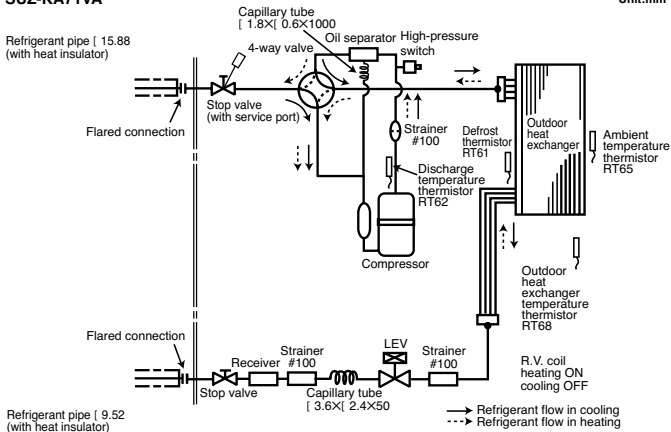 SUZ-KA71VA
Unit:mm
Capillary tube
[ 1.8×[ 0.6×1000
Oil separator
High-pressure
switch
Refrigerant pipe [ 15.88
(with heat insulator)
4-way valve
Stop valve
(with service port)
Flared connection
Strainer
#100
Defrost
thermistor
RT61
Outdoor
heat
exchanger
Ambient
temperature
thermistor
RT65
Discharge
temperature
thermistor
RT62
Compressor
Outdoor
heat
exchanger
temperature
thermistor
RT68
Flared connection
Receiver
Strainer
#100
LEV
Strainer
#100
R.V. coil
heating ON
cooling OFF
Stop valve
Capillary tube
[ 3.6×[ 2.4×50
Refrigerant pipe [ 9.52
(with heat insulator)
Refrigerant flow in cooling
Refrigerant flow in heating